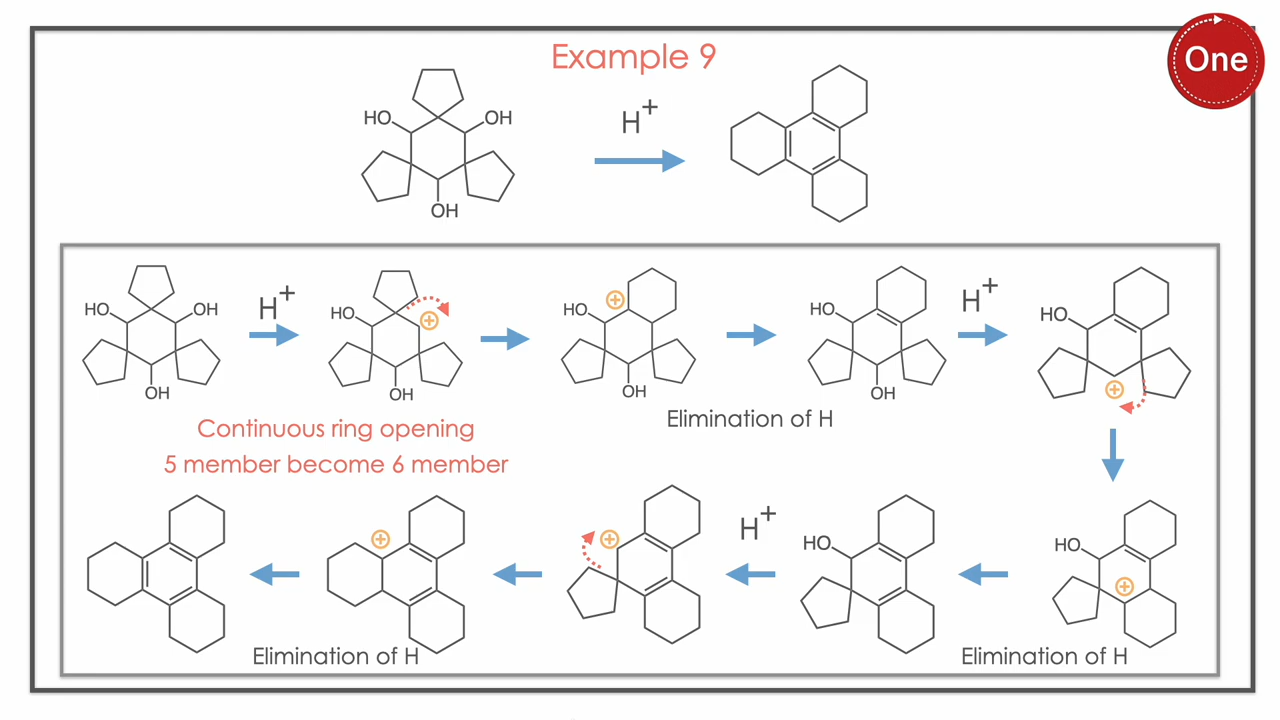 Example 9
One
HO
OH
OH
H+
HO
OH
OH
H+
HO
OH
HO
OH
HO
OH
H+
HO
Elimination of H
Continuous ring opening
5 member become 6 member
H+
HO
HO
Elimination of H
Elimination of H